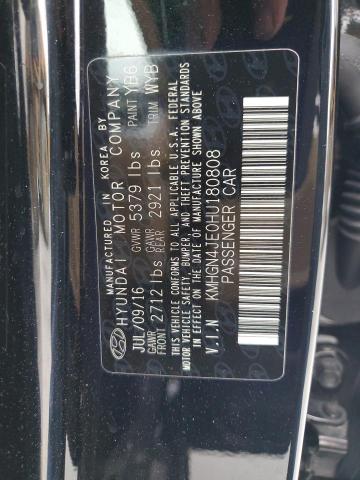 MANUFACTURED IN KOREA BY
HYUNDAI MOTOR COMPANY
JUL/09/16 GVWR 5379 lbs PAINT YB6
GAWR FRONT 2712 lbs GAWR REAR 2921 lbs TRIM WYB
THIS VEHICLE CONFORMS TO ALL APPLICABLE U.S.A. FEDERAL
MOTOR VEHICLE SAFETY, BUMPER, AND THEFT PREVENTION STANDARDS
IN EFFECT ON THE DATE OF MANUFACTURE SHOWN ABOVE
V.I.N KMHGN4JE0HU180808
PASSENGER CAR